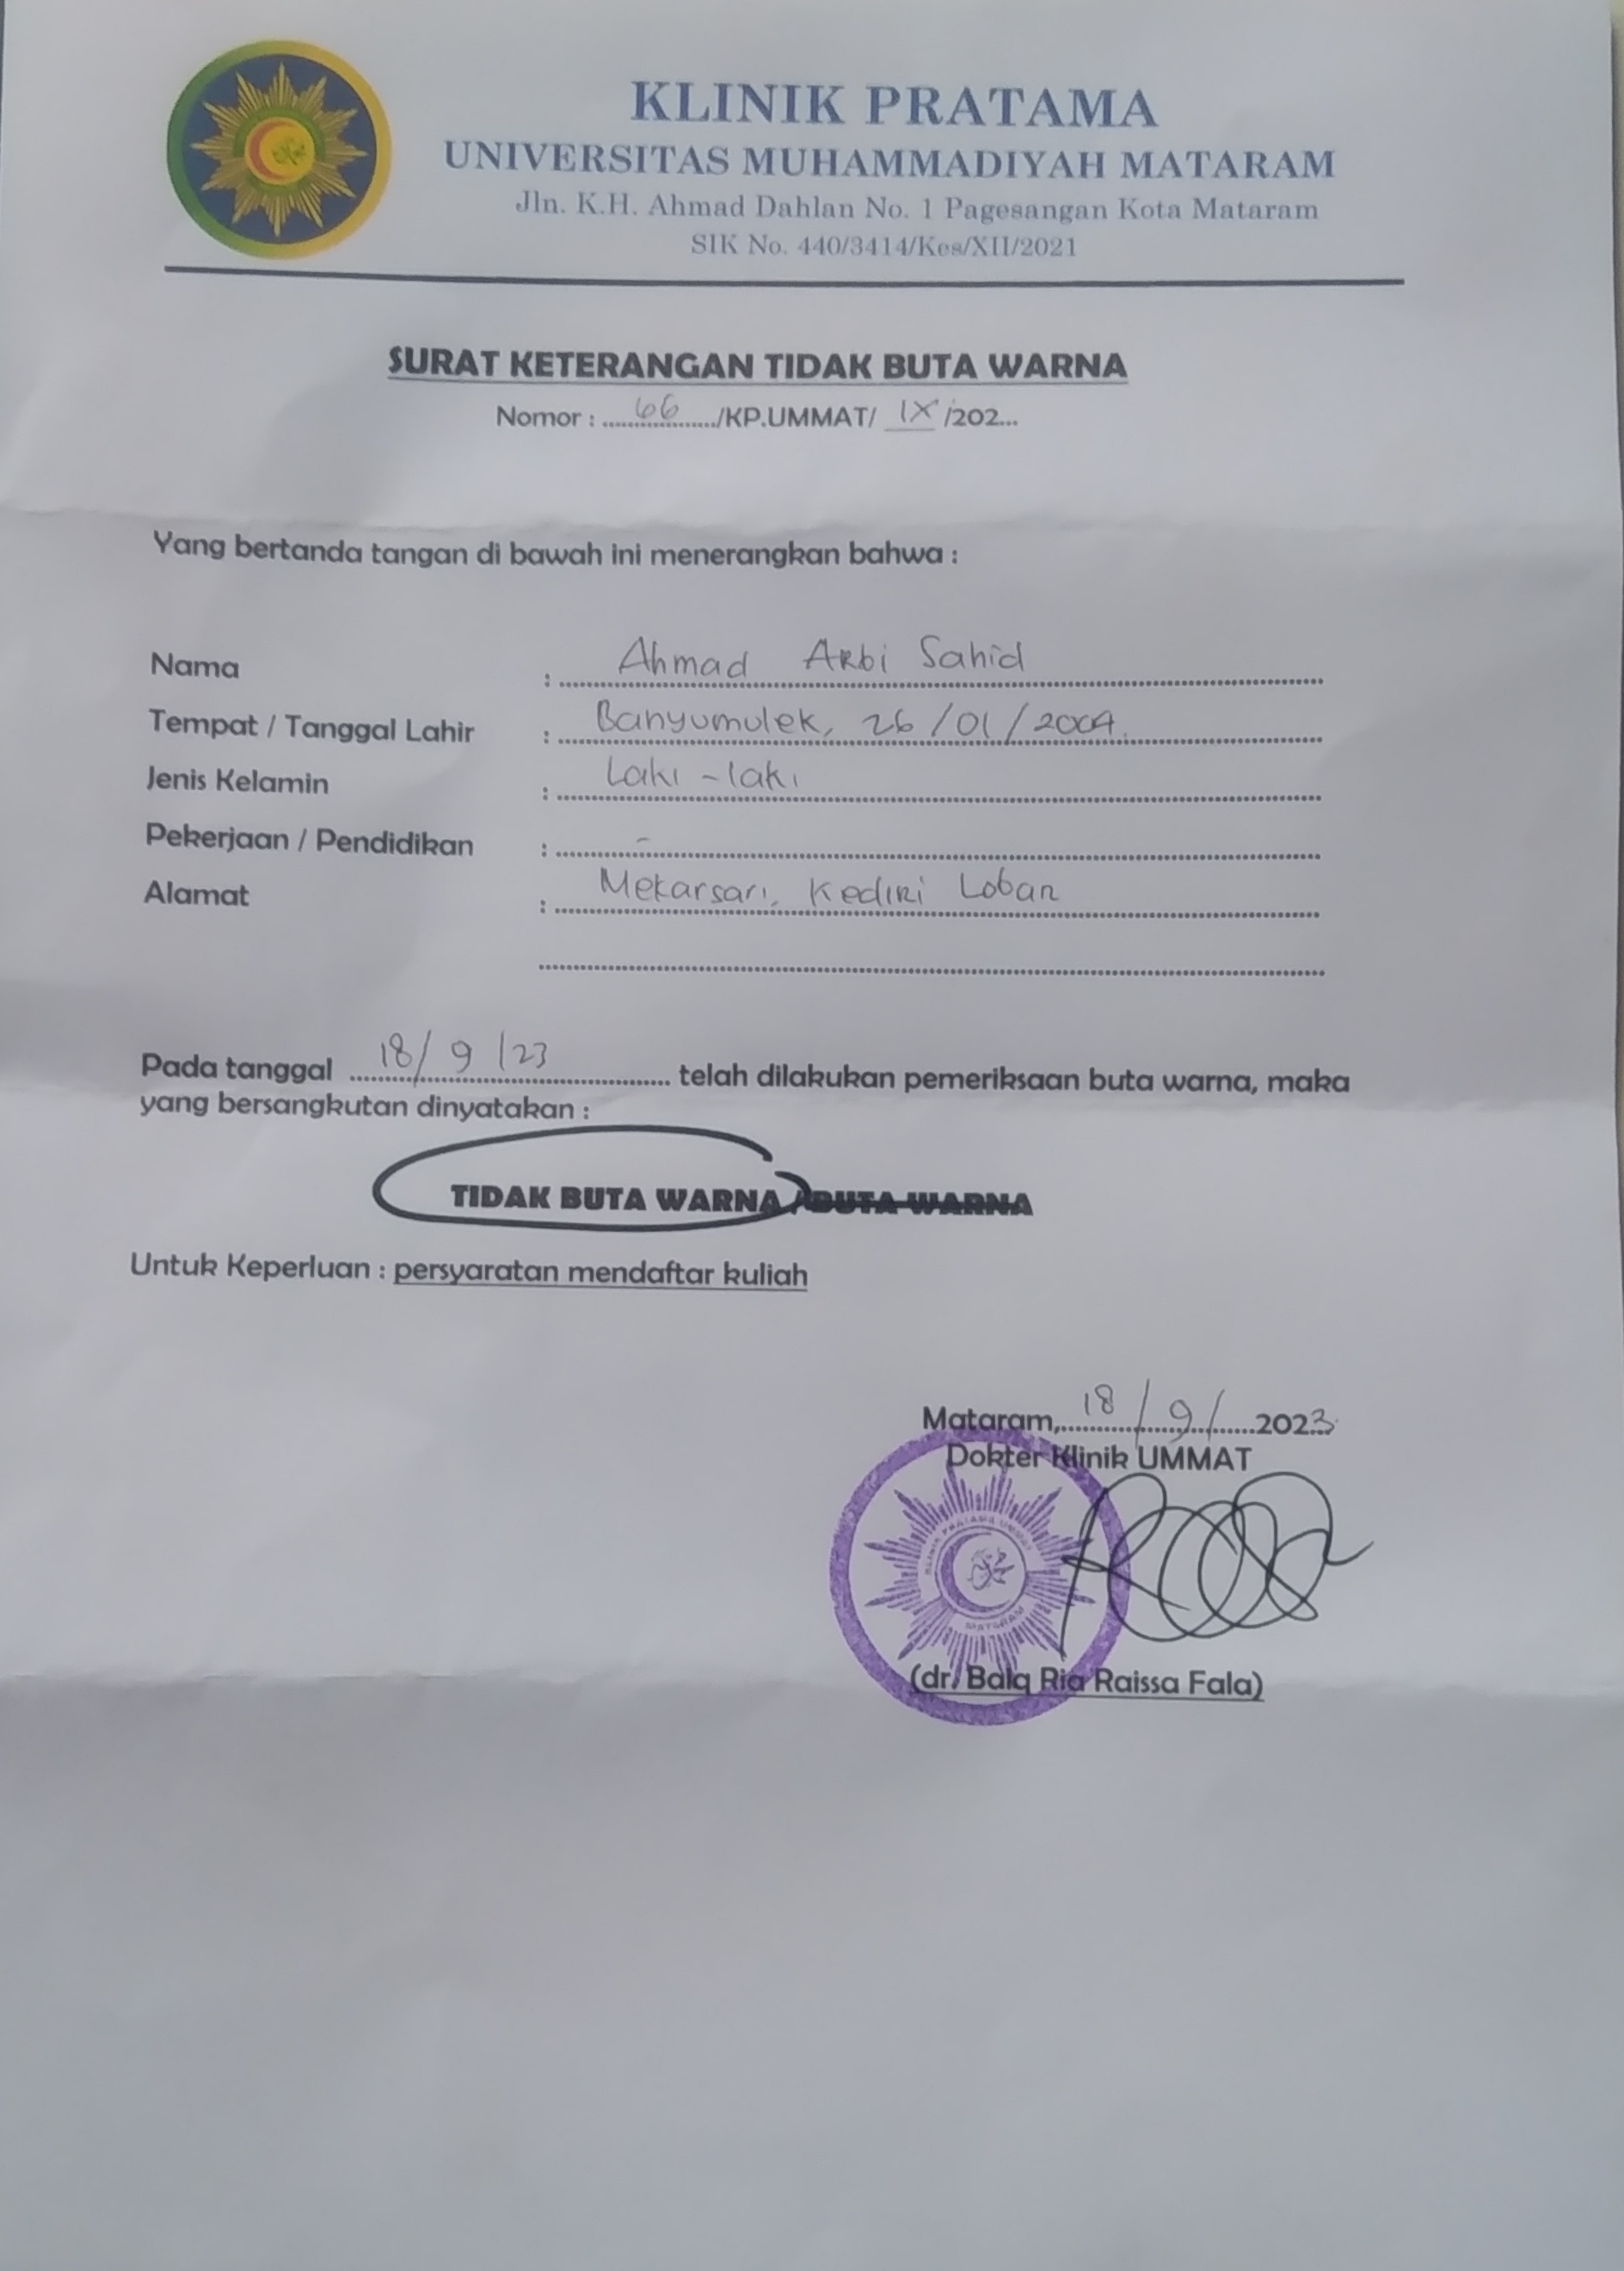 KLINIK PRATAMA
UNIVERSITAS MUHAMMADIYAH MATARAM
Jln. K.H. Ahmad Dahlan No. 1 Pagesangan Kota Mataram
SIK No. 440/3414/Kes/XII/2021
SURAT KETERANGAN TIDAK BUTA WARNA
Nomor : 66 /KP.UMMAT/ IX /202...
Yang bertanda tangan di bawah ini menerangkan bahwa :
Nama : Ahmad Arbi Sahid
Tempat / Tanggal Lahir : Banyumulek, 26/01/2004.
Jenis Kelamin : Laki-laki
Pekerjaan / Pendidikan : -
Alamat : Mekarsari, Kediri Lobar
Pada tanggal 18/9/23 telah dilakukan pemeriksaan buta warna, maka
yang bersangkutan dinyatakan :
TIDAK BUTA WARNA / BUTA WARNA
Untuk Keperluan : persyaratan mendaftar kuliah
Mataram, 18/9/ 2023
Dokter Klinik UMMAT
KLINIK PRATAMA UMMAT
MATARAM
(dr. Balq Ria Raissa Fala)